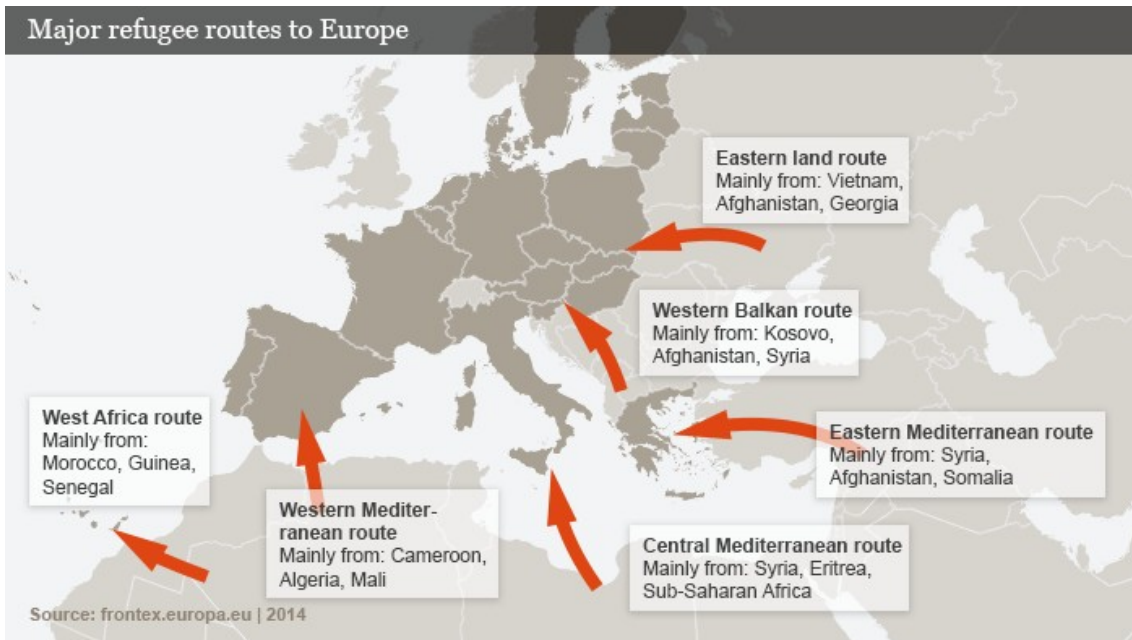 Major refugee routes to Europe
Eastern land route
Mainly from: Vietnam,
Afghanistan, Georgia
Western Balkan route
Mainly from: Kosovo,
Afghanistan, Syria
West Africa route
Mainly from:
Morocco, Guinea,
Senegal
Eastern Mediterranean route
Mainly from: Syria,
Afghanistan, Somalia
Western Mediter-
ranean route
Mainly from: Cameroon,
Algeria, Mali
Central Mediterranean route
Mainly from: Syria, Eritrea,
Sub-Saharan Africa
Source: frontex.europa.eu | 2014